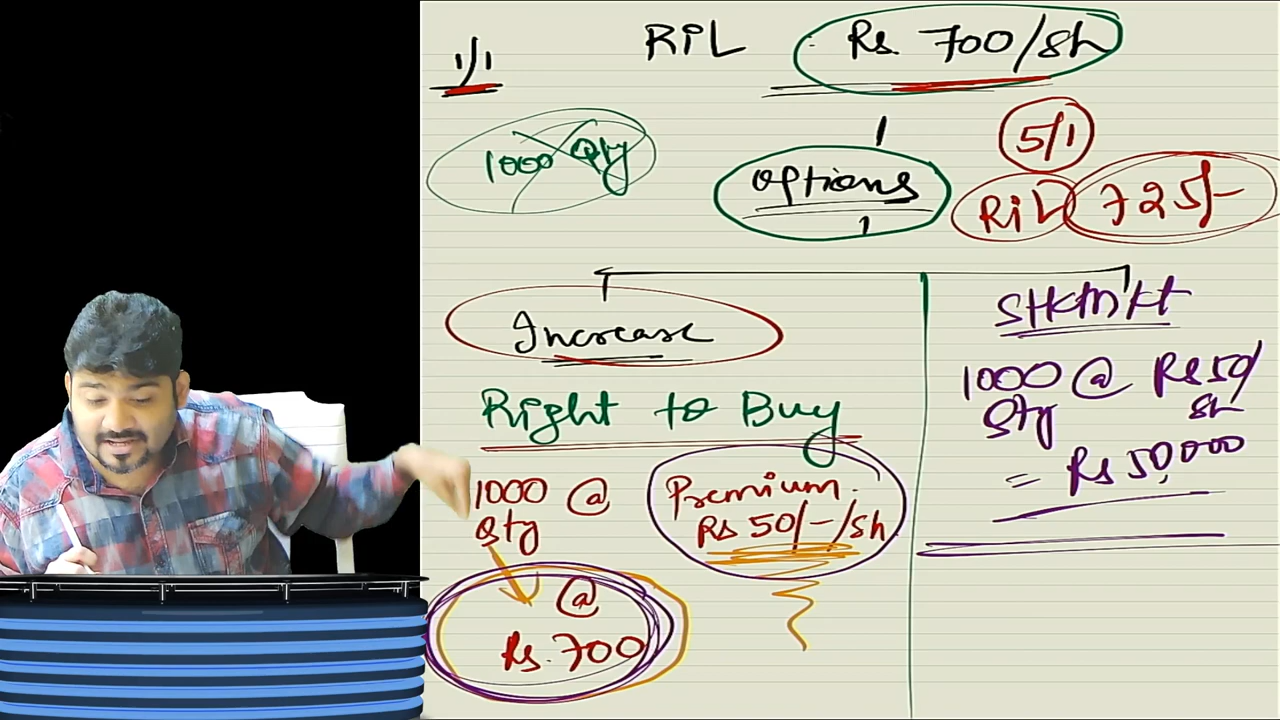 1/1
RIL Rs. 700/sh
1000 Qty
Options
5/1
RIL 725/-
Increase
Right to Buy
1000 @
Qty
Premium.
Rs 50/-/sh
@
Rs. 700
STKMKT
1000 @ Rs 50/
Qty sh
= Rs 50,000